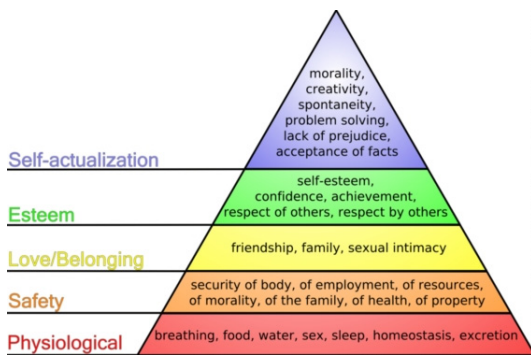 morality,
creativity,
spontaneity,
problem solving,
lack of prejudice,
acceptance of facts
Self-actualization
self-esteem,
confidence, achievement,
respect of others, respect by others
Esteem
friendship, family, sexual intimacy
Love/Belonging
security of body, of employment, of resources,
of morality, of the family, of health, of property
Safety
breathing, food, water, sex, sleep, homeostasis, excretion
Physiological